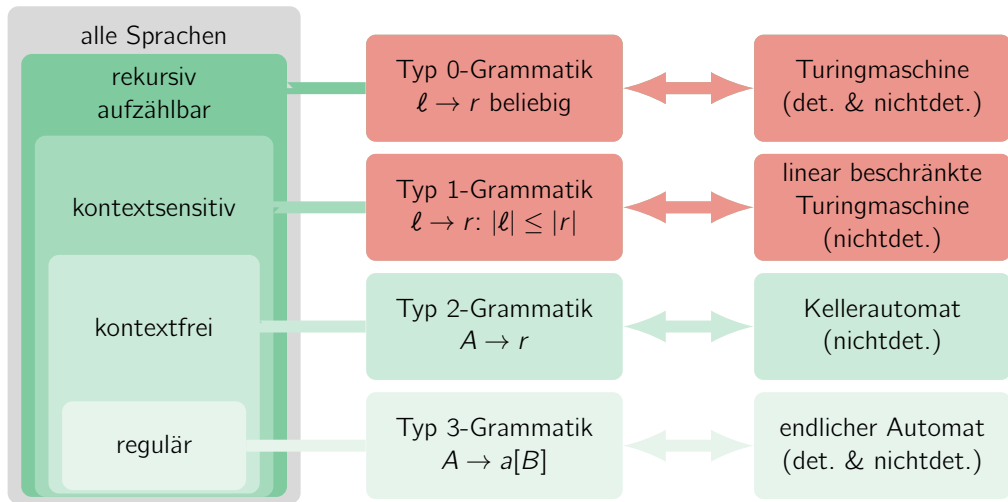 alle Sprachen
rekursiv
aufzählbar
Typ 0-Grammatik
ℓ → r beliebig
Turingmaschine
(det. & nichtdet.)
kontextsensitiv
Typ 1-Grammatik
ℓ → r: |ℓ| ≤ |r|
linear beschränkte
Turingmaschine
(nichtdet.)
kontextfrei
Typ 2-Grammatik
A → r
Kellerautomat
(nichtdet.)
regulär
Typ 3-Grammatik
A → a[B]
endlicher Automat
(det. & nichtdet.)